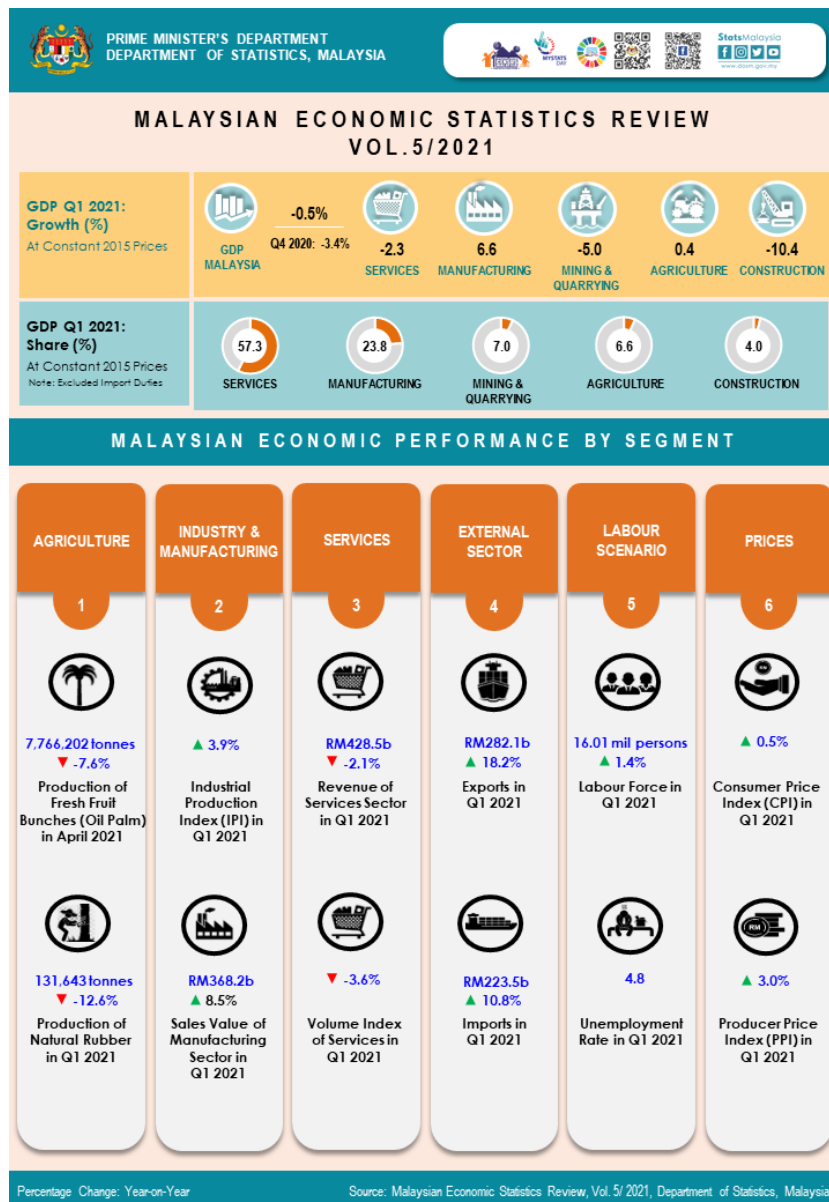 PRIME MINISTER'S DEPARTMENT
DEPARTMENT OF STATISTICS, MALAYSIA
MYSTATS
DAY
StatsMalaysia
www.dosm.gov.my
MALAYSIAN ECONOMIC STATISTICS REVIEW
VOL.5/2021
GDP Q1 2021:
Growth (%)
At Constant 2015 Prices
GDP
MALAYSIA
-0.5%
Q4 2020: -3.4%
-2.3
SERVICES
6.6
MANUFACTURING
-5.0
MINING &
QUARRYING
0.4
AGRICULTURE
-10.4
CONSTRUCTION
GDP Q1 2021:
Share (%)
At Constant 2015 Prices
Note: Excluded Import Duties
57.3
SERVICES
23.8
MANUFACTURING
7.0
MINING &
QUARRYING
6.6
AGRICULTURE
4.0
CONSTRUCTION
MALAYSIAN ECONOMIC PERFORMANCE BY SEGMENT
AGRICULTURE
1
7,766,202 tonnes
▼ -7.6%
Production of
Fresh Fruit
Bunches (Oil Palm)
in April 2021
131,643 tonnes
▼ -12.6%
Production of
Natural Rubber
in Q1 2021
INDUSTRY &
MANUFACTURING
2
▲ 3.9%
Industrial
Production
Index (IPI) in
Q1 2021
RM368.2b
▲ 8.5%
Sales Value of
Manufacturing
Sector in
Q1 2021
SERVICES
3
RM428.5b
▼ -2.1%
Revenue of
Services Sector
in Q1 2021
▼ -3.6%
Volume Index
of Services in
Q1 2021
EXTERNAL
SECTOR
4
RM282.1b
▲ 18.2%
Exports in
Q1 2021
RM223.5b
▲ 10.8%
Imports in
Q1 2021
LABOUR
SCENARIO
5
16.01 mil persons
▲ 1.4%
Labour Force in
Q1 2021
4.8
Unemployment
Rate in Q1 2021
PRICES
6
▲ 0.5%
Consumer Price
Index (CPI) in
Q1 2021
RM
▲ 3.0%
Producer Price
Index (PPI) in
Q1 2021
Percentage Change: Year-on-Year
Source: Malaysian Economic Statistics Review, Vol. 5/ 2021, Department of Statistics, Malaysia